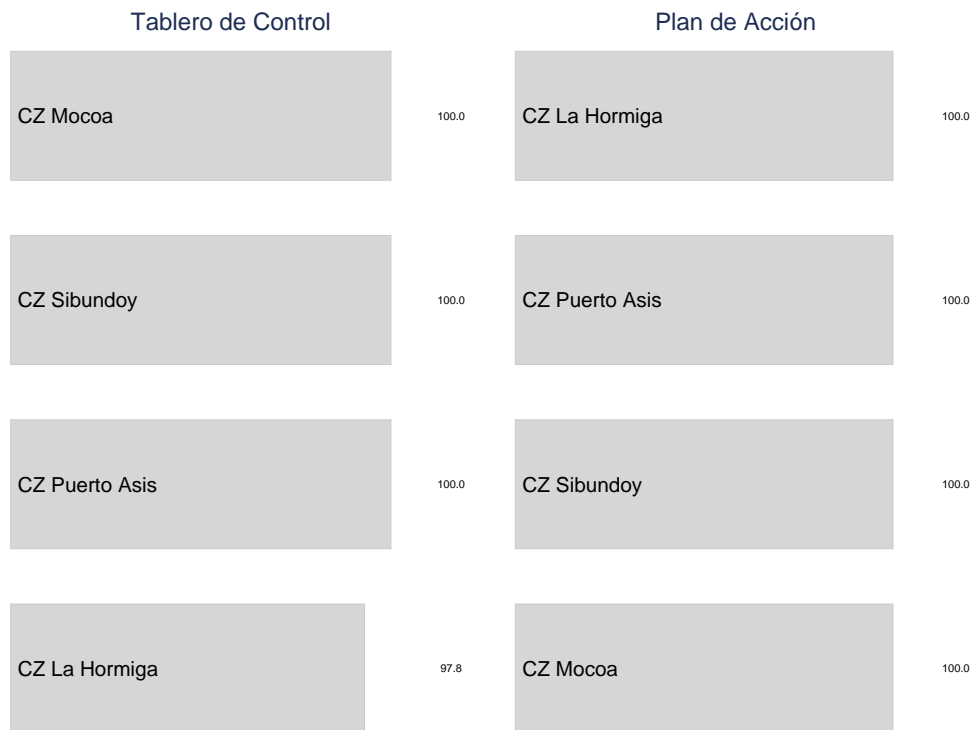 Tablero de Control
CZ Mocoa 100.0
CZ Sibundoy 100.0
CZ Puerto Asis 100.0
CZ La Hormiga 97.8
Plan de Acción
CZ La Hormiga 100.0
CZ Puerto Asis 100.0
CZ Sibundoy 100.0
CZ Mocoa 100.0